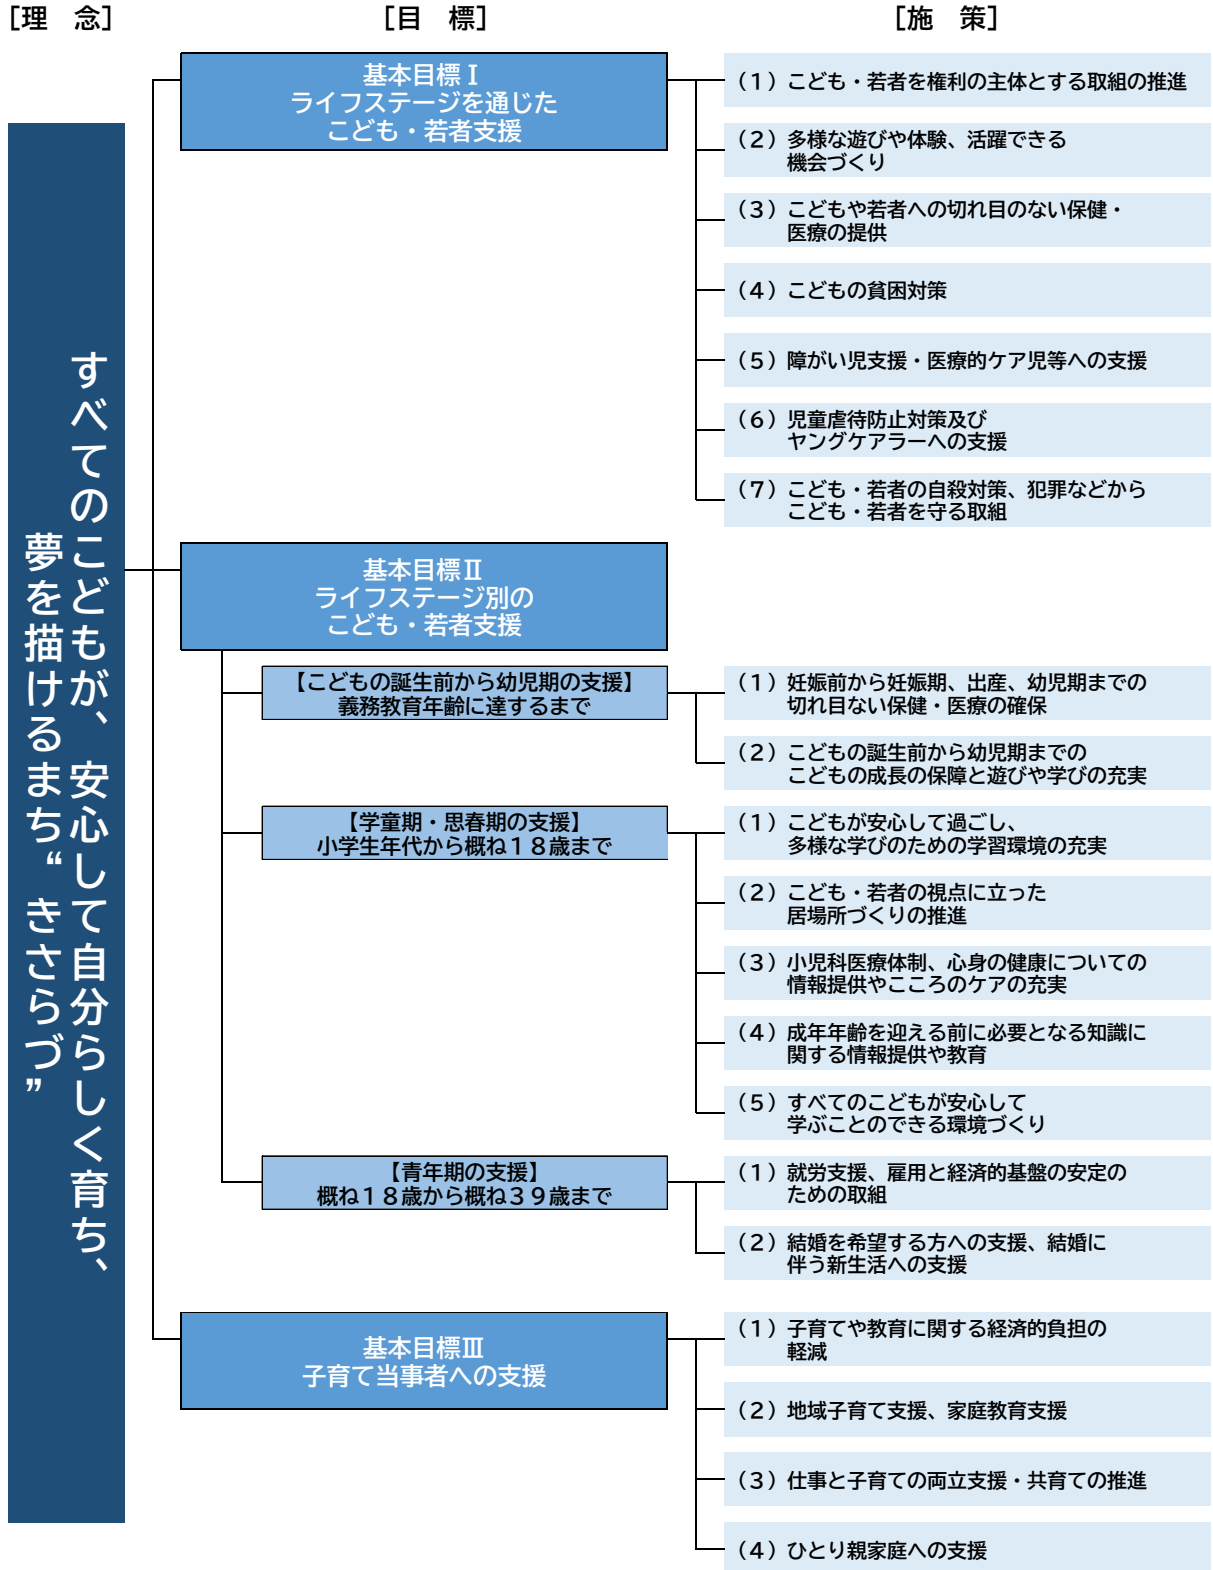 ［理　念］
［目　標］
［施　策］
すべてのこどもが、安心して自分らしく育ち、
夢を描けるまち“きさらづ”
基本目標Ⅰ
ライフステージを通じた
こども・若者支援
（１）こども・若者を権利の主体とする取組の推進
（２）多様な遊びや体験、活躍できる
機会づくり
（３）こどもや若者への切れ目のない保健・
医療の提供
（４）こどもの貧困対策
（５）障がい児支援・医療的ケア児等への支援
（６）児童虐待防止対策及び
ヤングケアラーへの支援
（７）こども・若者の自殺対策、犯罪などから
こども・若者を守る取組
基本目標Ⅱ
ライフステージ別の
こども・若者支援
【こどもの誕生前から幼児期の支援】
義務教育年齢に達するまで
（１）妊娠前から妊娠期、出産、幼児期までの
切れ目ない保健・医療の確保
（２）こどもの誕生前から幼児期までの
こどもの成長の保障と遊びや学びの充実
【学童期・思春期の支援】
小学生年代から概ね１８歳まで
（１）こどもが安心して過ごし、
多様な学びのための学習環境の充実
（２）こども・若者の視点に立った
居場所づくりの推進
（３）小児科医療体制、心身の健康についての
情報提供やこころのケアの充実
（４）成年年齢を迎える前に必要となる知識に
関する情報提供や教育
（５）すべてのこどもが安心して
学ぶことのできる環境づくり
【青年期の支援】
概ね１８歳から概ね３９歳まで
（１）就労支援、雇用と経済的基盤の安定の
ための取組
（２）結婚を希望する方への支援、結婚に
伴う新生活への支援
基本目標Ⅲ
子育て当事者への支援
（１）子育てや教育に関する経済的負担の
軽減
（２）地域子育て支援、家庭教育支援
（３）仕事と子育ての両立支援・共育ての推進
（４）ひとり親家庭への支援